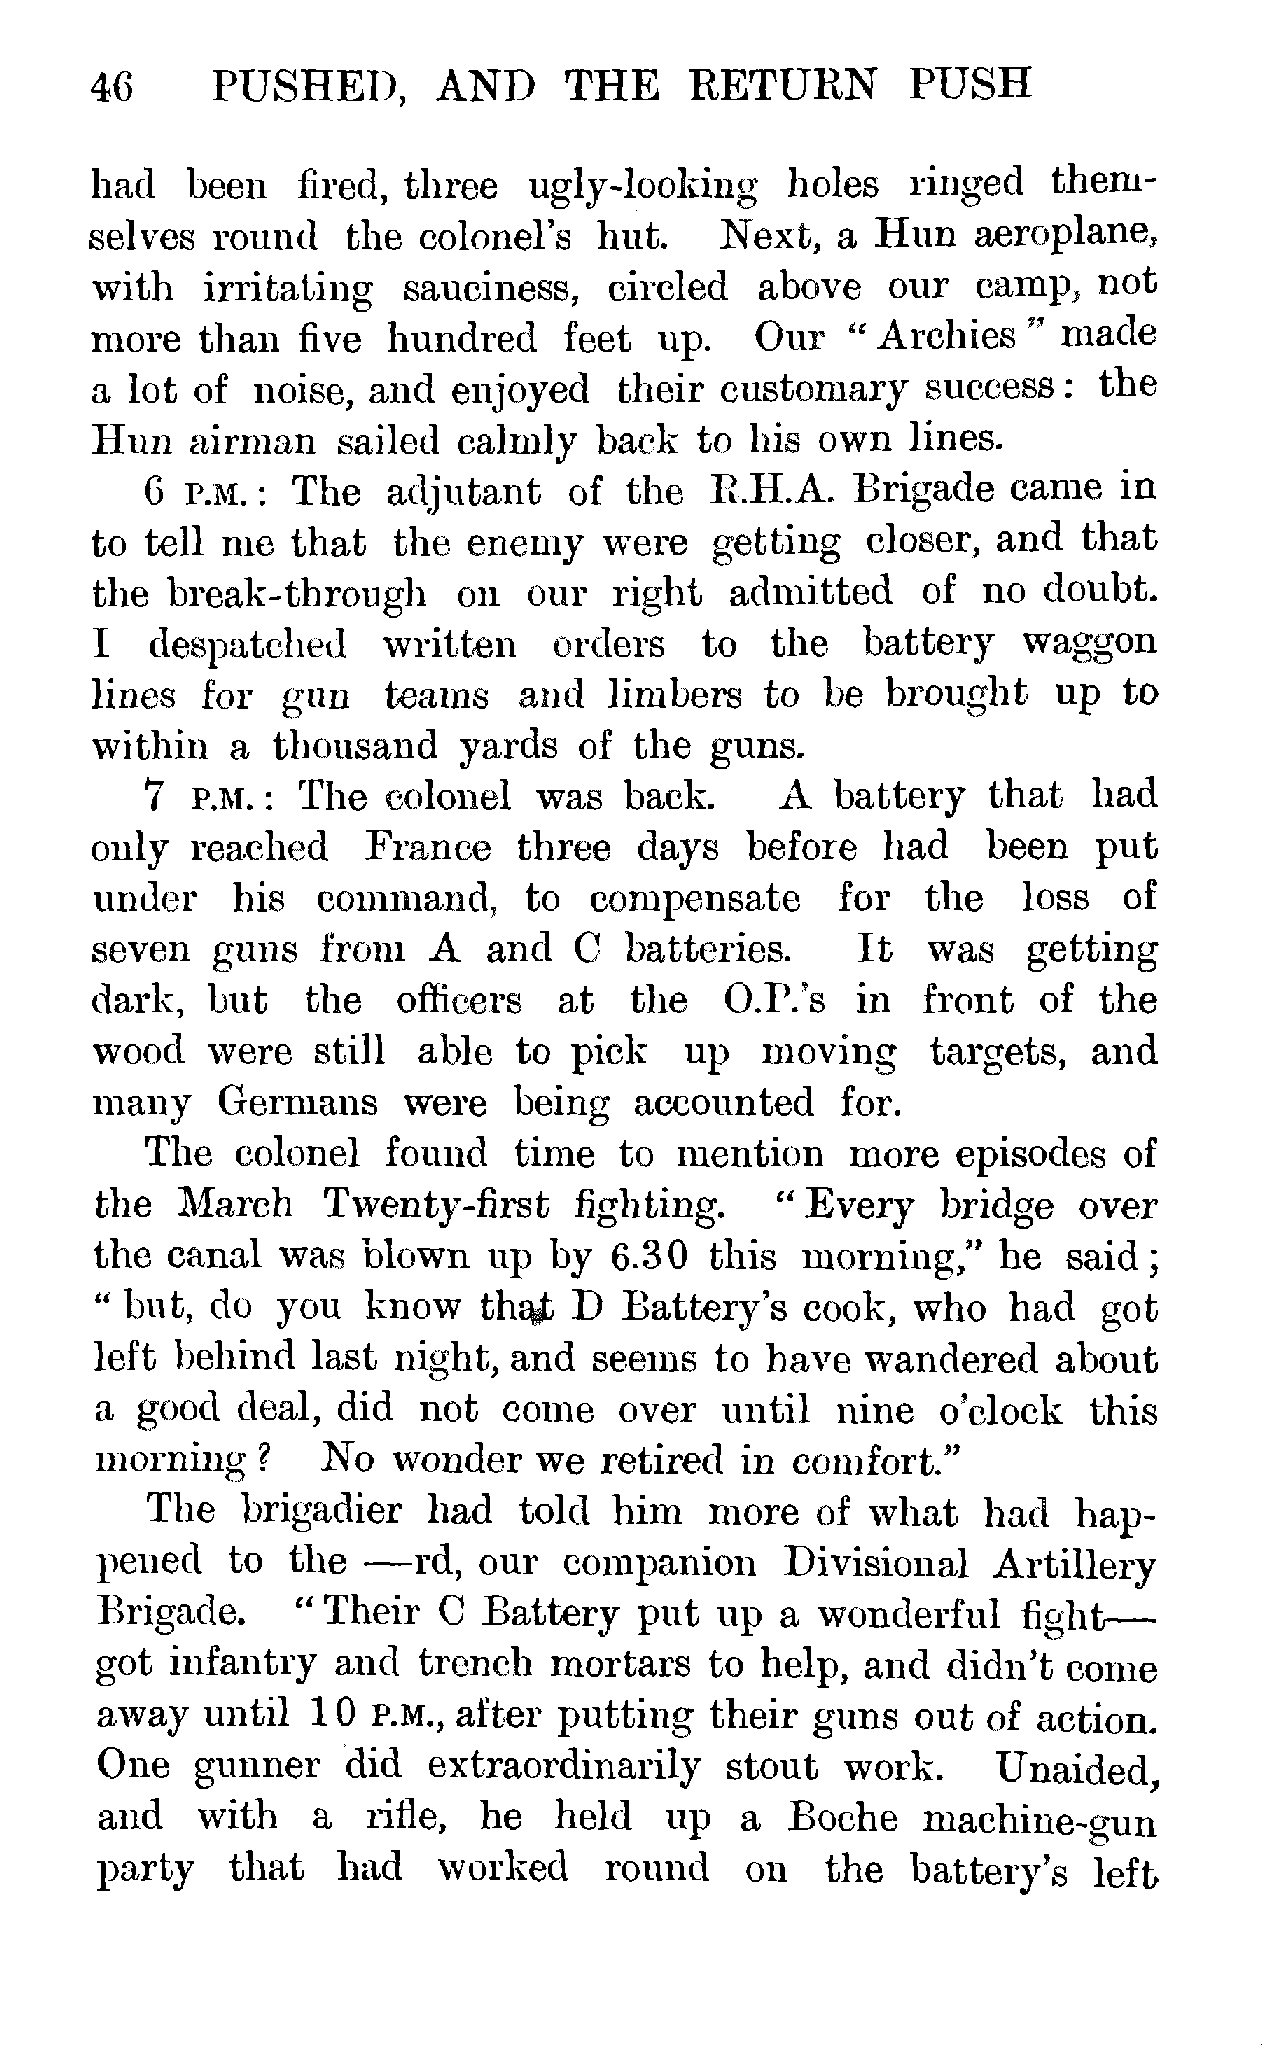 46 PUSHED, AND THE RETURN PUSH
had been fired, three ugly-looking holes ringed them-
selves round the colonel's hut. Next, a Hun aeroplane,
with irritating sauciness, circled above our camp, not
more than five hundred feet up. Our “ Archies ” made
a lot of noise, and enjoyed their customary success : the
Hun airman sailed calmly back to his own lines.
6 P.M. : The adjutant of the R.H.A. Brigade came in
to tell me that the enemy were getting closer, and that
the break-through on our right admitted of no doubt.
I despatched written orders to the battery waggon
lines for gun teams and limbers to be brought up to
within a thousand yards of the guns.
7 P.M. : The colonel was back. A battery that had
only reached France three days before had been put
under his command, to compensate for the loss of
seven guns from A and C batteries. It was getting
dark, but the officers at the O.P.'s in front of the
wood were still able to pick up moving targets, and
many Germans were being accounted for.
The colonel found time to mention more episodes of
the March Twenty-first fighting. “ Every bridge over
the canal was blown up by 6.30 this morning,” he said ;
“ but, do you know that D Battery's cook, who had got
left behind last night, and seems to have wandered about
a good deal, did not come over until nine o'clock this
morning ? No wonder we retired in comfort.”
The brigadier had told him more of what had hap-
pened to the —rd, our companion Divisional Artillery
Brigade. “ Their C Battery put up a wonderful fight—
got infantry and trench mortars to help, and didn't come
away until 10 P.M., after putting their guns out of action.
One gunner did extraordinarily stout work. Unaided,
and with a rifle, he held up a Boche machine-gun
party that had worked round on the battery's left